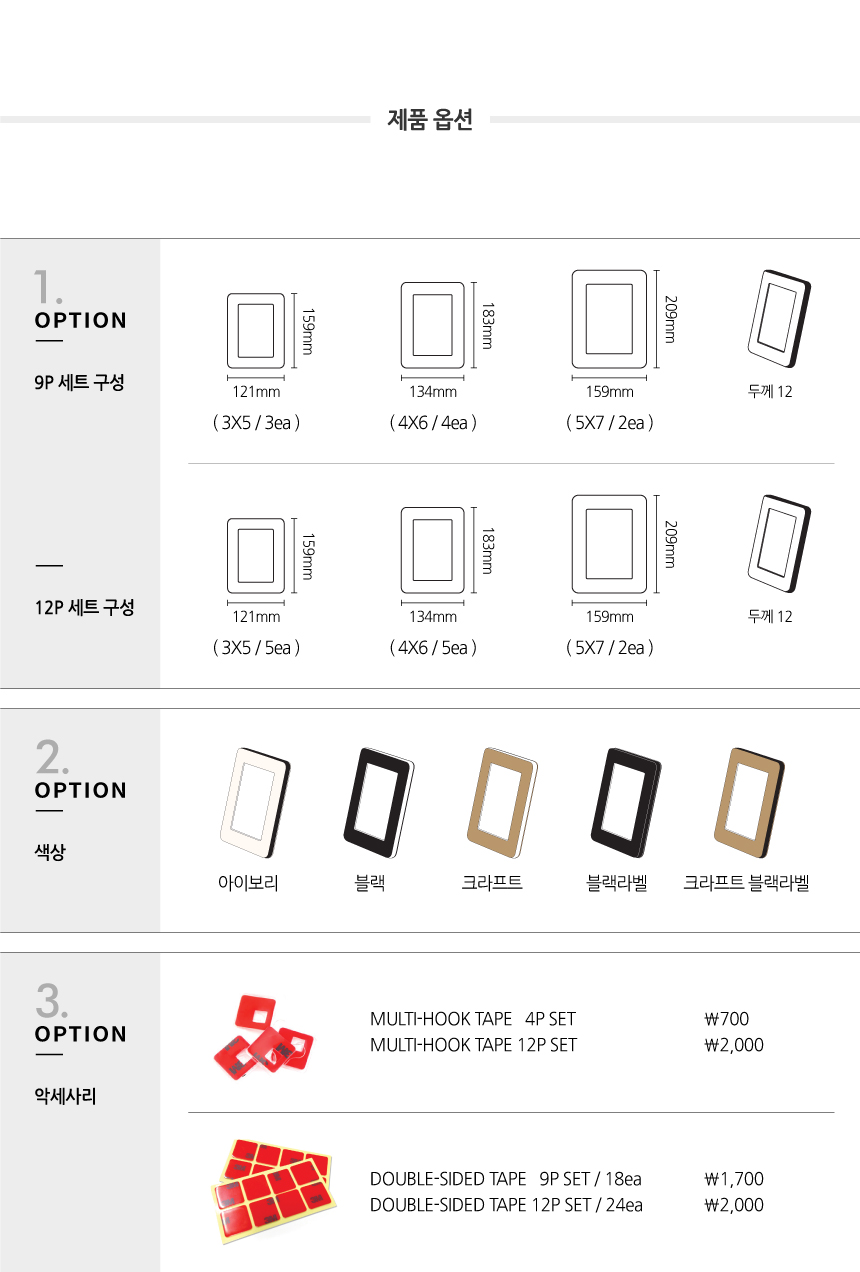 제품 옵션
1.
OPTION
9P 세트 구성
159mm
183mm
209mm
121mm
134mm
159mm
두께 12
( 3X5 / 3ea )
( 4X6 / 4ea )
( 5X7 / 2ea )
12P 세트 구성
159mm
183mm
209mm
121mm
134mm
159mm
두께 12
( 3X5 / 5ea )
( 4X6 / 5ea )
( 5X7 / 2ea )
2.
OPTION
색상
아이보리
블랙
크라프트
블랙라벨
크라프트 블랙라벨
3.
OPTION
악세사리
MULTI-HOOK TAPE 4P SET ₩700
MULTI-HOOK TAPE 12P SET ₩2,000
DOUBLE-SIDED TAPE 9P SET / 18ea ₩1,700
DOUBLE-SIDED TAPE 12P SET / 24ea ₩2,000